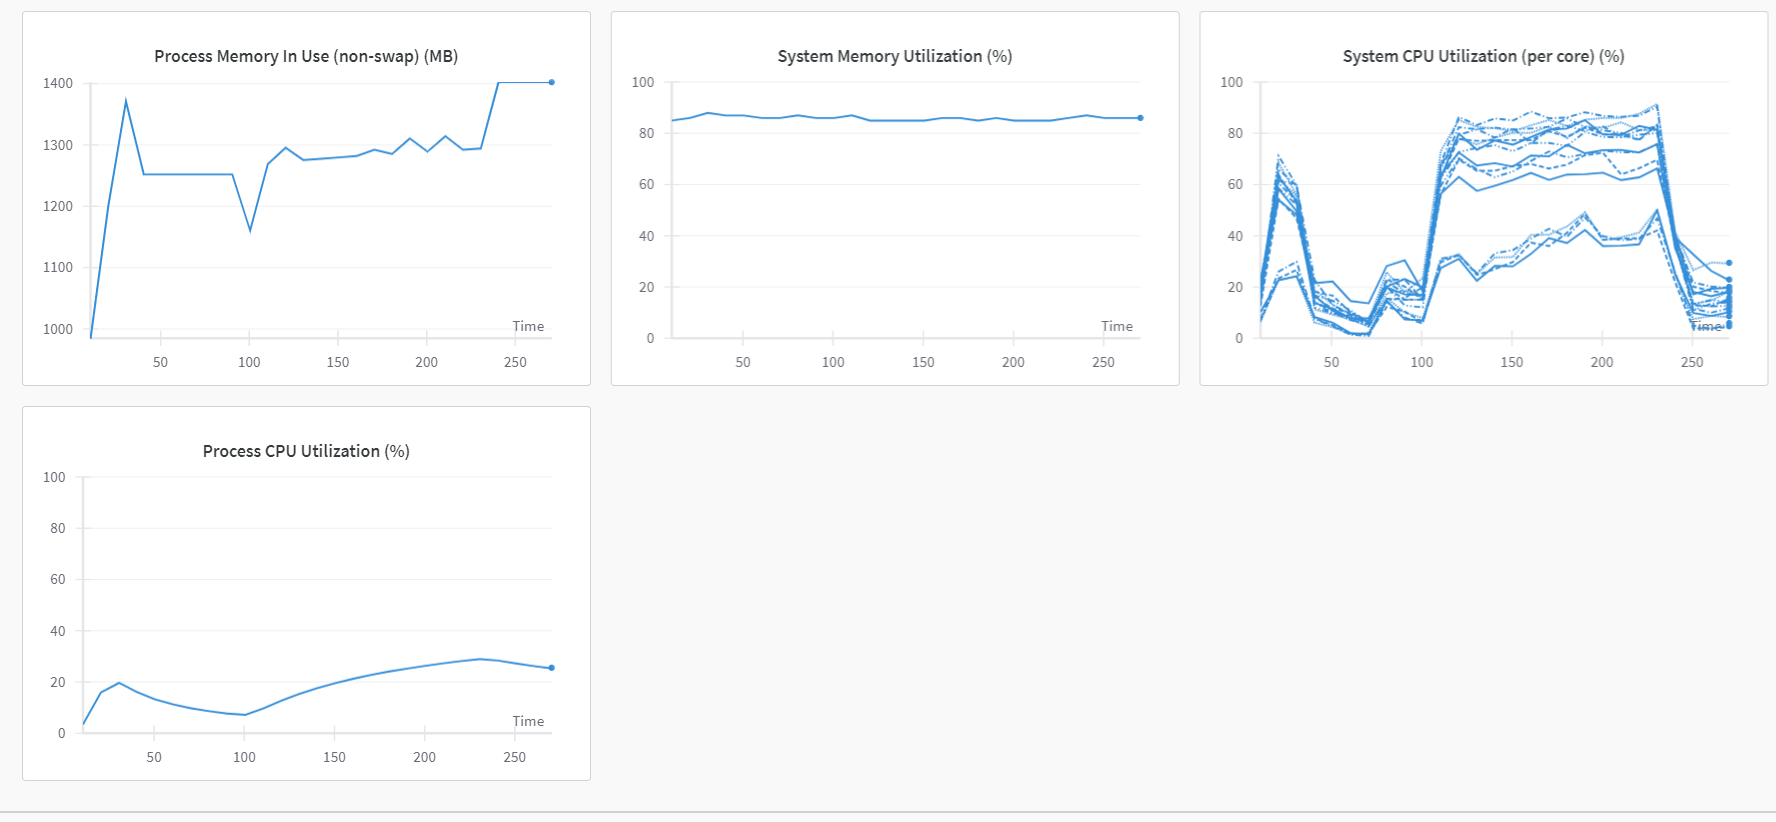 Process Memory In Use (non-swap) (MB)
1400
1300
1200
1100
1000
Time
50 100 150 200 250
System Memory Utilization (%)
100
80
60
40
20
0
Time
50 100 150 200 250
System CPU Utilization (per core) (%)
100
80
60
40
20
0
Time
50 100 150 200 250
Process CPU Utilization (%)
100
80
60
40
20
0
Time
50 100 150 200 250